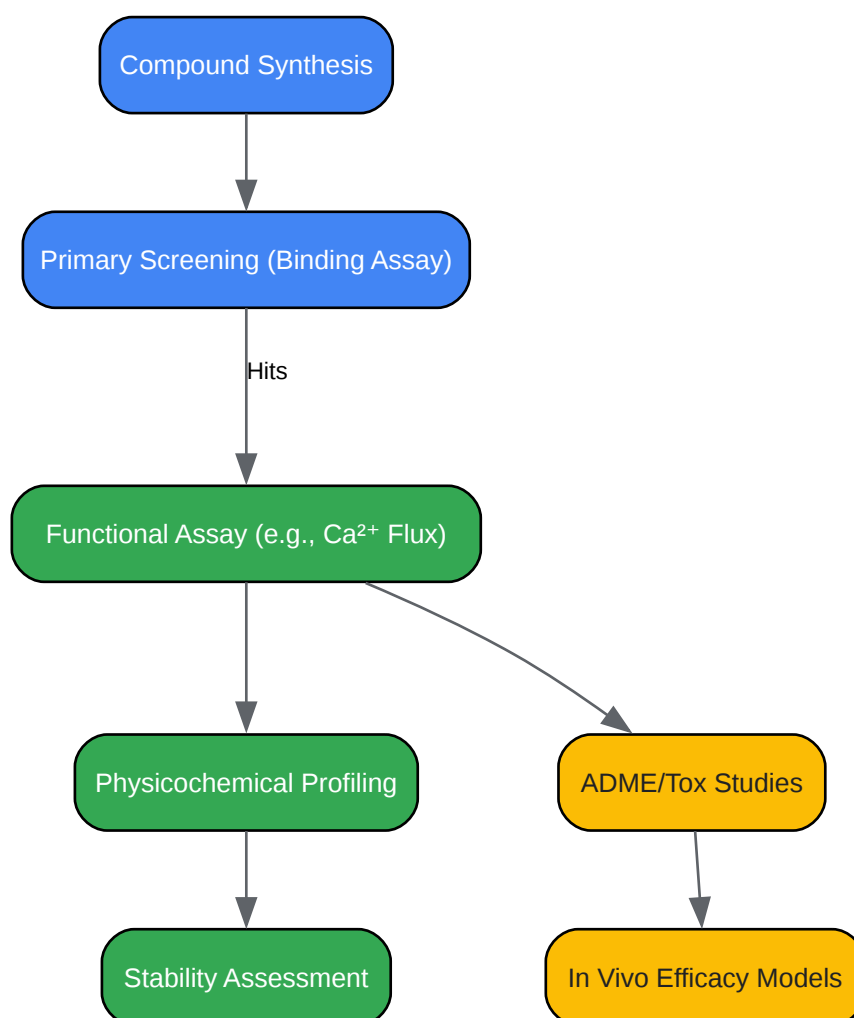 Compound Synthesis
Primary Screening (Binding Assay)
Hits
Functional Assay (e.g., Ca²⁺ Flux)
Physicochemical Profiling
ADME/Tox Studies
Stability Assessment
In Vivo Efficacy Models